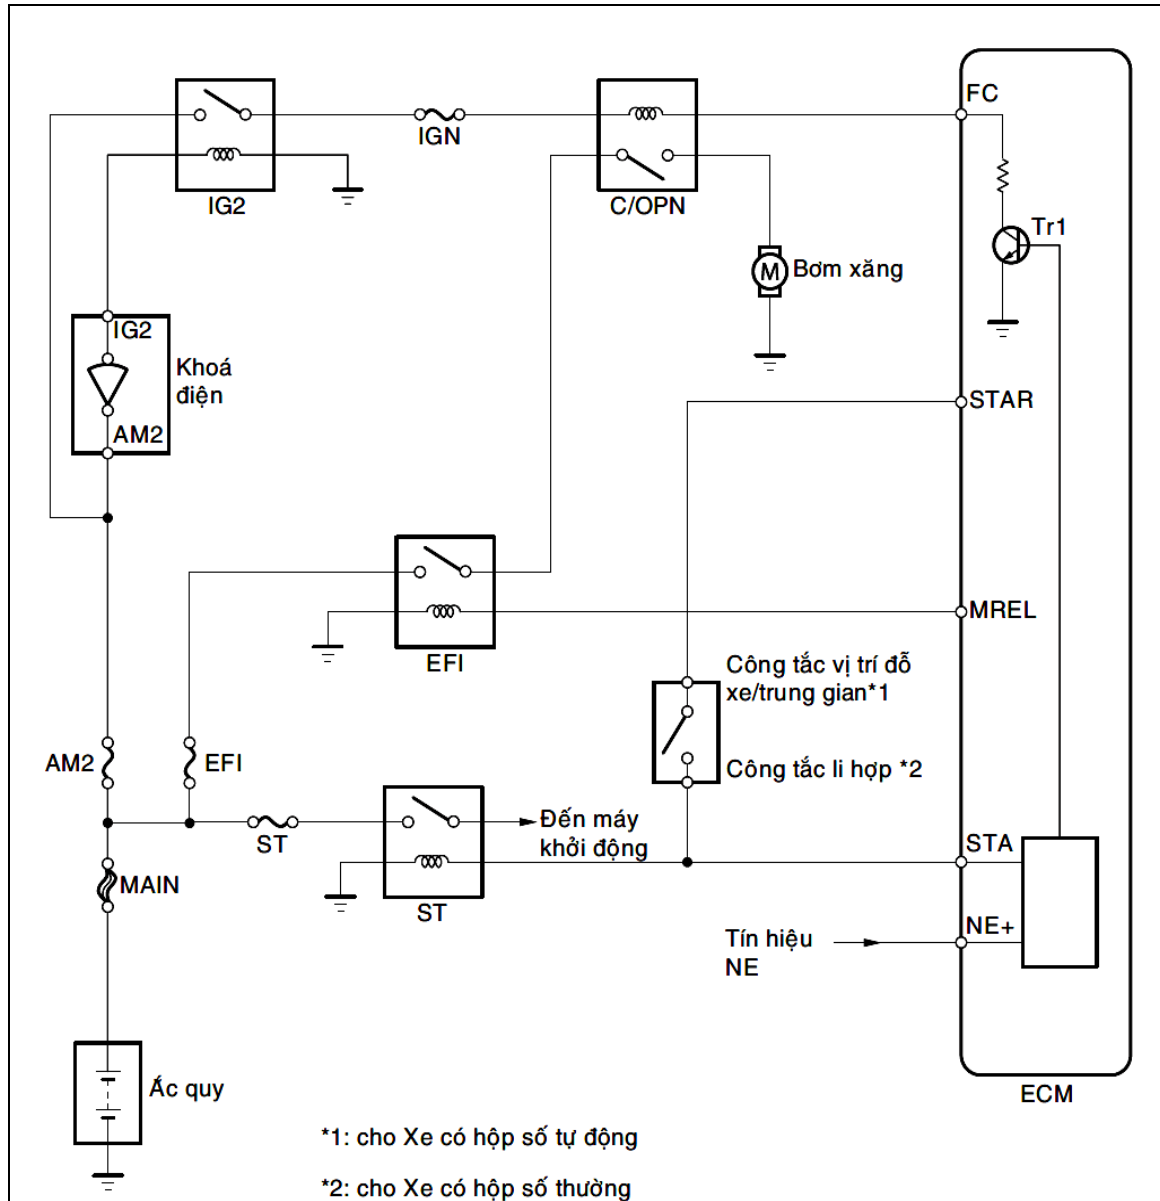 FC
IGN
IG2
C/OPN
Tr1
M
Bơm xăng
IG2
Khoá
điện
AM2
STAR
MREL
EFI
Công tắc vị trí đỗ
xe/trung gian*1
Công tắc li hợp *2
AM2
EFI
ST
Đến máy
khởi động
STA
MAIN
ST
NE+
Tín hiệu
NE
Ắc quy
ECM
*1: cho Xe có hộp số tự động
*2: cho Xe có hộp số thường